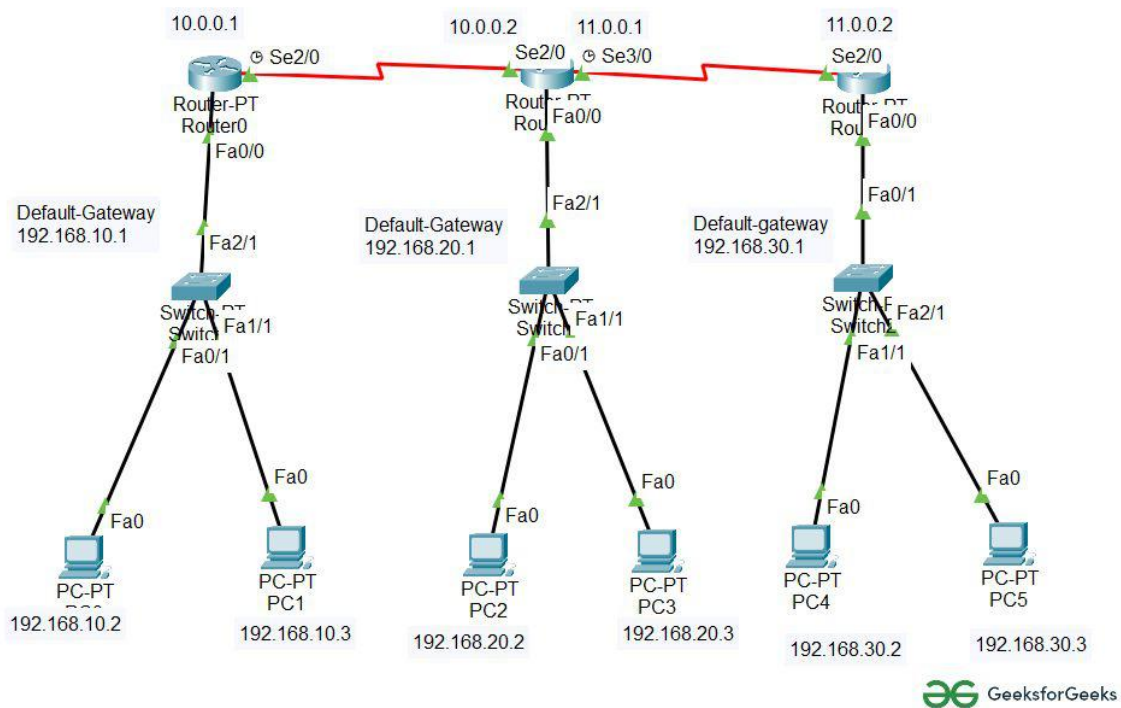 10.0.0.1
10.0.0.2
11.0.0.1
11.0.0.2
Se2/0
Se2/0
Se3/0
Se2/0
Router-PT
Router0
Fa0/0
Fa0/0
Fa0/0
Default-Gateway
192.168.10.1
Fa2/1
Default-Gateway
192.168.20.1
Fa2/1
Default-gateway
192.168.30.1
Fa0/1
Fa1/1
Fa0/1
Fa1/1
Fa0/1
Switch2
Fa2/1
Fa1/1
Fa0
Fa0
Fa0
Fa0
Fa0
Fa0
PC-PT
192.168.10.2
PC-PT
PC1
192.168.10.3
PC-PT
PC2
192.168.20.2
PC-PT
PC3
192.168.20.3
PC-PT
PC4
192.168.30.2
PC-PT
PC5
192.168.30.3
GeeksforGeeks